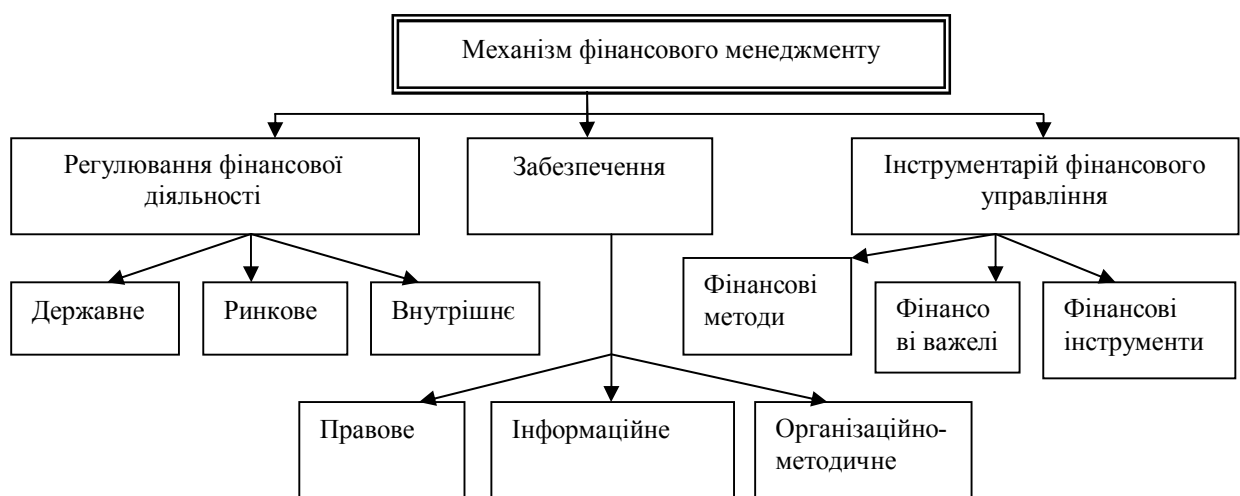 Механізм фінансового менеджменту
Регулювання фінансової
діяльності
Забезпечення
Інструментарій фінансового
управління
Державне
Ринкове
Внутрішнє
Фінансові
методи
Фінансо
ві важелі
Фінансові
інструменти
Правове
Інформаційне
Організаційно-
методичне